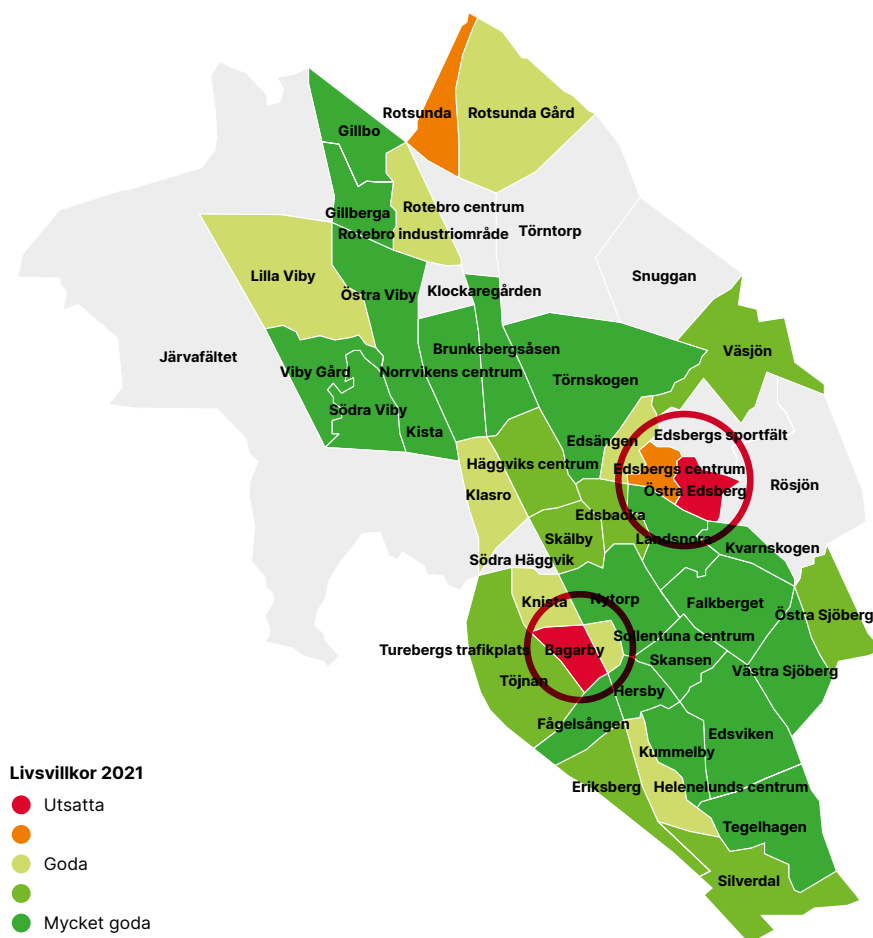 Rotsunda
Rotsunda Gård
Gillbo
Gillberga
Rotebro centrum
Rotebro industriområde
Törntorp
Lilla Viby
Östra Viby
Klockaregården
Snuggan
Järvafältet
Viby Gård
Brunkebergsåsen
Norrvikens centrum
Törnskogen
Väsjön
Södra Viby
Kista
Edsängen
Edsbergs sportfält
Häggviks centrum
Edsbergs centrum
Klasro
Östra Edsberg
Rösjön
Edsbacka
Skälby
Landsnora
Kvarnskogen
Södra Häggvik
Knista
Nytorp
Falkberget
Östra Sjöberg
Turebergs trafikplats
Bagarby
Sollentuna centrum
Skansen
Västra Sjöberg
Töjnan
Hersby
Fågelsången
Edsviken
Kummelby
Eriksberg
Helenelunds centrum
Tegelhagen
Silverdal
Livsvillkor 2021
Utsatta
Goda
Mycket goda